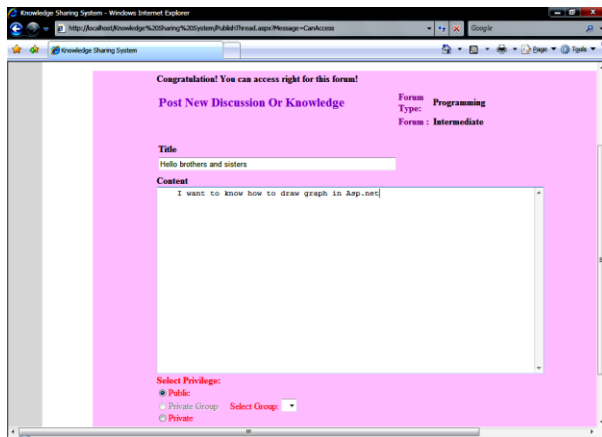 Knowledge Sharing System - Windows Internet Explorer
http://localhost/Knowledge%20Sharing%20System/PublishThread.aspx?Message=CanAccess
Google
Knowledge Sharing System
Page
Tools
Congratulation! You can access right for this forum!
Post New Discussion Or Knowledge
Forum Type: Programming
Forum : Intermediate
Title
Hello brothers and sisters
Content
I want to know how to draw graph in Asp.net
Select Privilege:
Public
Private Group Select Group:
Private